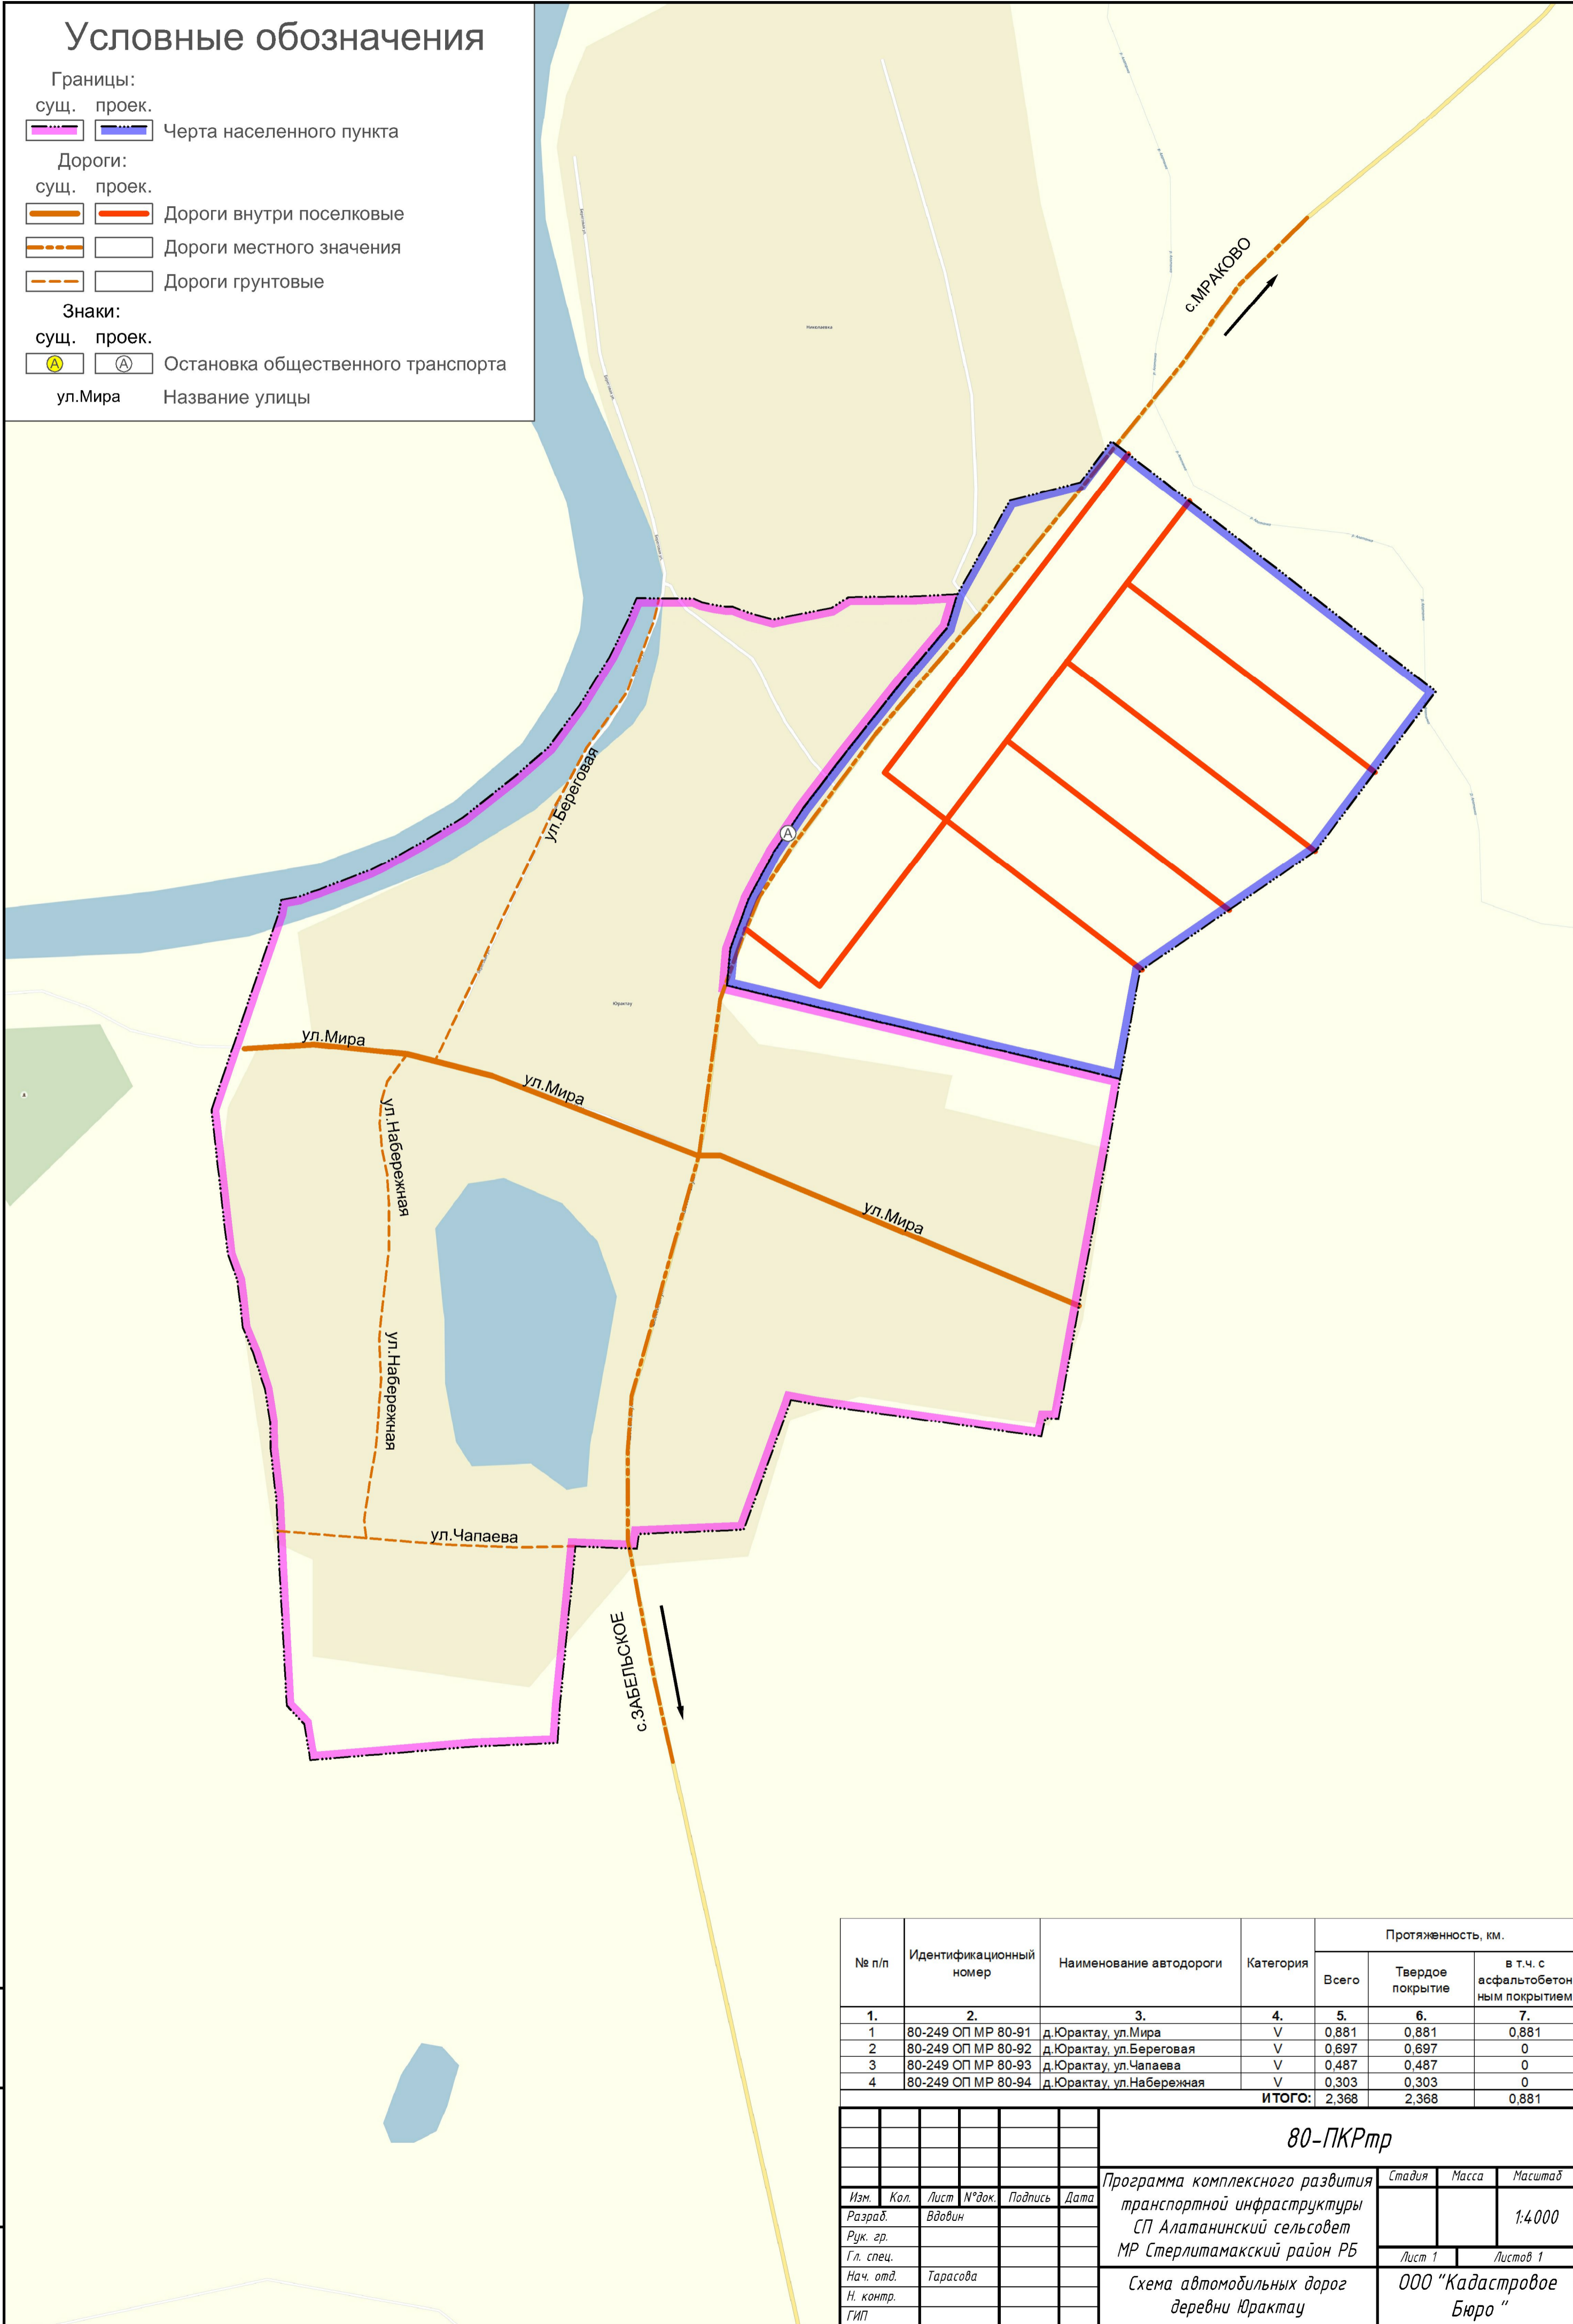 Условные обозначения
Границы:
сущ. проек.
Черта населенного пункта
Дороги:
сущ. проек.
Дороги внутри поселковые
Дороги местного значения
Дороги грунтовые
Знаки:
сущ. проек.
А А Остановка общественного транспорта
ул.Мира Название улицы
с.МРАКОВО
Николаевка
ул.Береговая
А
Юрактау
ул.Мира
ул.Мира
ул.Набережная
ул.Мира
ул.Набережная
ул.Чапаева
с.ЗАБЕЛЬСКОЕ
№ п/п Идентификационный номер Наименование автодороги Категория Протяженность, км.
Всего Твердое покрытие в т.ч. с асфальтобетон ным покрытием
1. 2. 3. 4. 5. 6. 7.
1 80-249 ОП МР 80-91 д.Юрактау, ул.Мира V 0,881 0,881 0,881
2 80-249 ОП МР 80-92 д.Юрактау, ул.Береговая V 0,697 0,697 0
3 80-249 ОП МР 80-93 д.Юрактау, ул.Чапаева V 0,487 0,487 0
4 80-249 ОП МР 80-94 д.Юрактау, ул.Набережная V 0,303 0,303 0
ИТОГО: 2,368 2,368 0,881
80-ПКРтр
Программа комплексного развития
транспортной инфраструктуры
СП Алатанинский сельсовет
МР Стерлитамакский район РБ
Стадия Масса Масштаб
1:4000
Лист 1 Листов 1
Изм. Кол. Лист №док. Подпись Дата
Разраб. Вдовин
Рук. гр.
Гл. спец.
Нач. отд. Тарасова
Н. контр.
ГИП
Схема автомобильных дорог
деревни Юрактау
ООО "Кадастровое
Бюро "